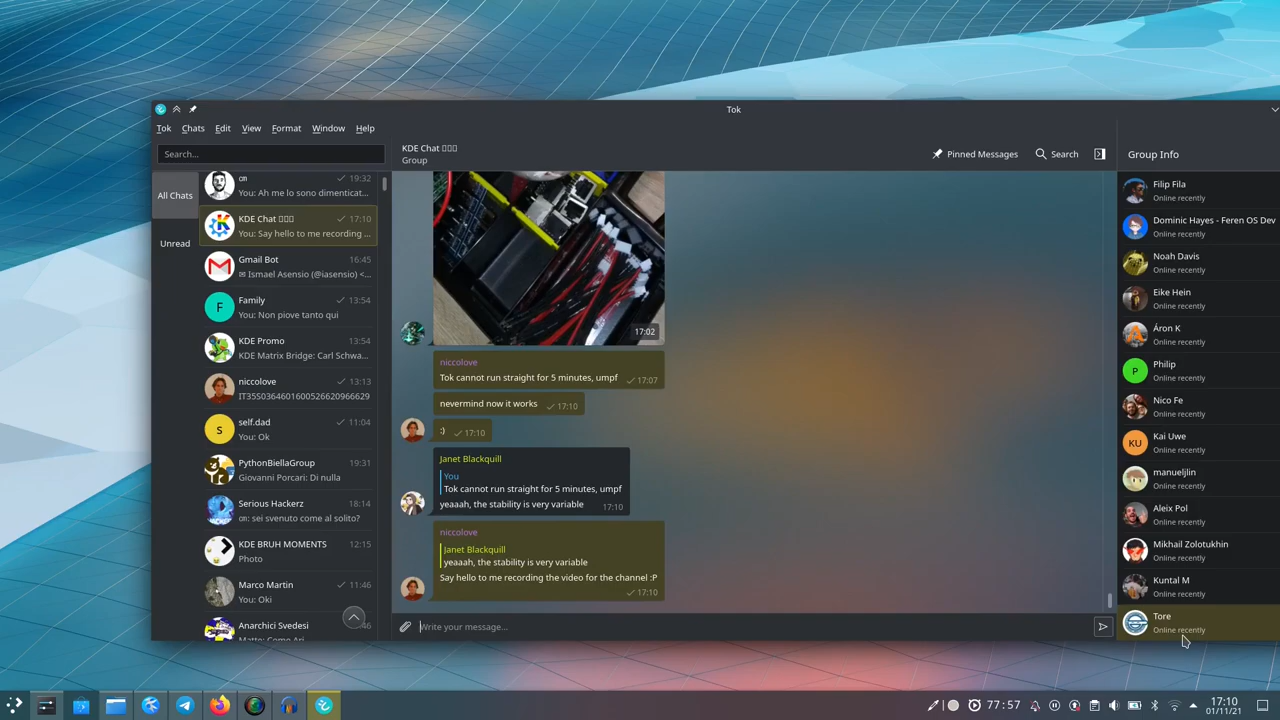 Tok
Tok Chats Edit View Format Window Help
Search...
All Chats
Unread
on 19:32
You: Ah me lo sono dimenticat...
KDE Chat 17:10
You: Say hello to me recording ...
Gmail Bot 16:45
✉ Ismael Asensio (@iasensio) <...
F
Family 13:54
You: Non piove tanto qui
KDE Promo 13:54
KDE Matrix Bridge: Carl Schwa...
niccolove 13:13
IT35S0364601600526620966629
s
self.dad 11:04
You: Ok
PythonBiellaGroup 19:31
Giovanni Porcari: Di nulla
Serious Hackerz 18:14
on: sei svenuto come al solito?
KDE BRUH MOMENTS 12:15
Photo
Marco Martin 11:46
You: Oki
Anarchici Svedesi
KDE Chat
Group
Pinned Messages
Search
17:02
niccolove
Tok cannot run straight for 5 minutes, umpf 17:07
nevermind now it works 17:10
:) 17:10
Janet Blackquill
You
Tok cannot run straight for 5 minutes, umpf
yeaaah, the stability is very variable 17:10
niccolove
Janet Blackquill
yeaaah, the stability is very variable
Say hello to me recording the video for the channel :P
17:10
Write your message...
Group Info
Filip Fila
Online recently
Dominic Hayes - Feren OS Dev
Online recently
Noah Davis
Online recently
Eike Hein
Online recently
Áron K
Online recently
P
Philip
Online recently
Nico Fe
Online recently
KU
Kai Uwe
Online recently
manueljlin
Online recently
Aleix Pol
Online recently
Mikhail Zolotukhin
Online recently
Kuntal M
Online recently
Tore
Online recently
77:57
17:10
01/11/21